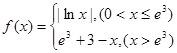 f(x) = { |ln x|, (0 < x ≤ e³)
e³ + 3 - x, (x > e³)